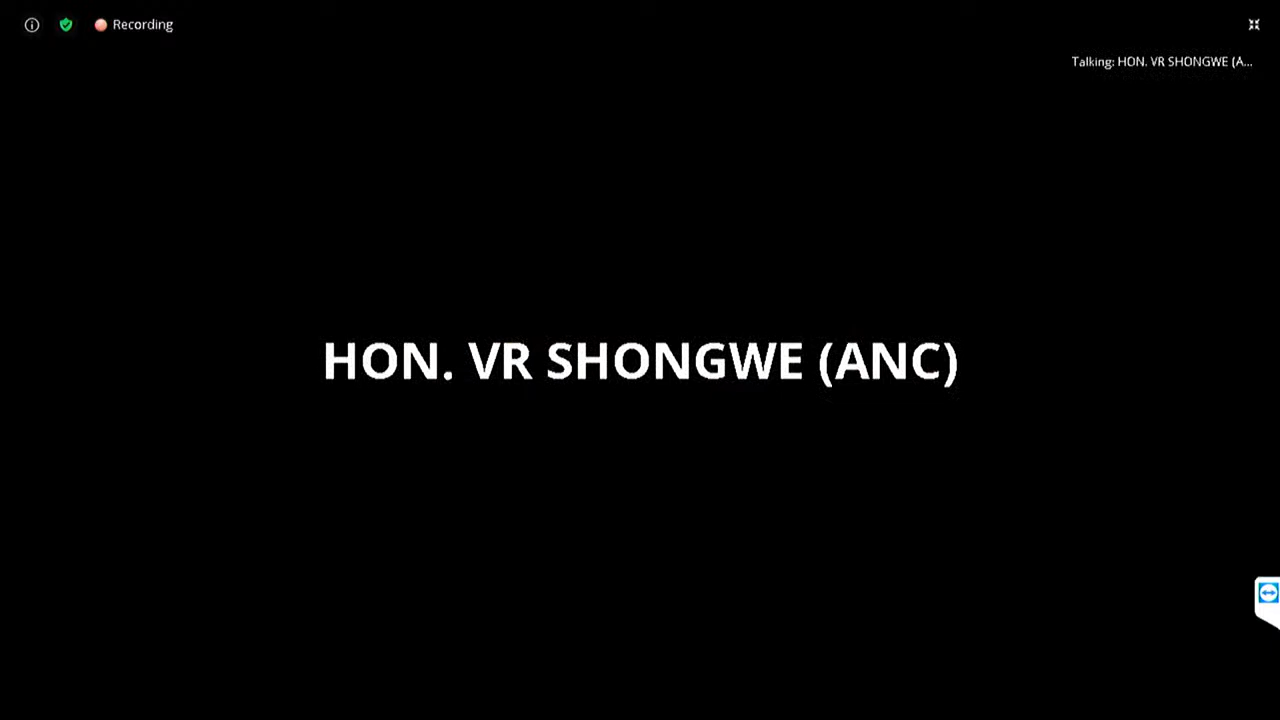 Recording
Talking: HON. VR SHONGWE (A...
HON. VR SHONGWE (ANC)